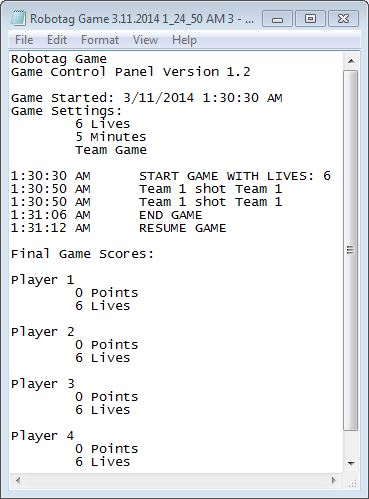 Robotag Game 3.11.2014 1_24_50 AM 3 - ...
File Edit Format View Help
Robotag Game
Game Control Panel Version 1.2
Game Started: 3/11/2014 1:30:30 AM
Game Settings:
6 Lives
5 Minutes
Team Game
1:30:30 AM START GAME WITH LIVES: 6
1:30:50 AM Team 1 shot Team 1
1:30:50 AM Team 1 shot Team 1
1:31:06 AM END GAME
1:31:12 AM RESUME GAME
Final Game Scores:
Player 1
0 Points
6 Lives
Player 2
0 Points
6 Lives
Player 3
0 Points
6 Lives
Player 4
0 Points
6 Lives